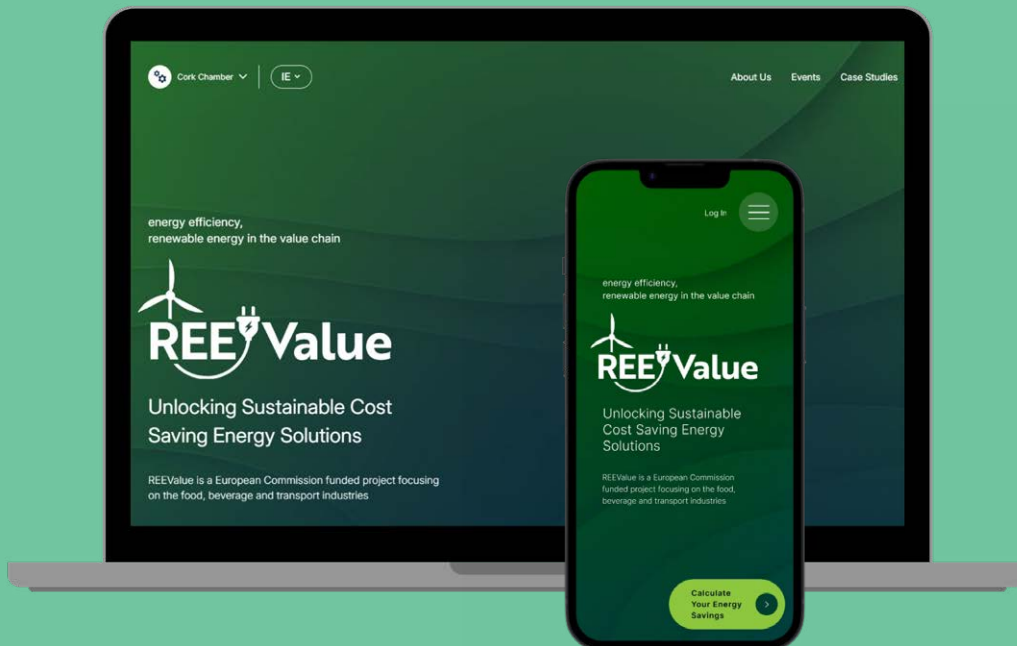 Cork Chamber
IE
About Us
Events
Case Studies
energy efficiency,
renewable energy in the value chain
REEValue
Unlocking Sustainable Cost
Saving Energy Solutions
REEValue is a European Commission funded project focusing
on the food, beverage and transport industries
Log In
energy efficiency,
renewable energy in the value chain
REEValue
Unlocking Sustainable
Cost Saving Energy
Solutions
REEValue is a European Commission
funded project focusing on the food,
beverage and transport industries
Calculate
Your Energy
Savings